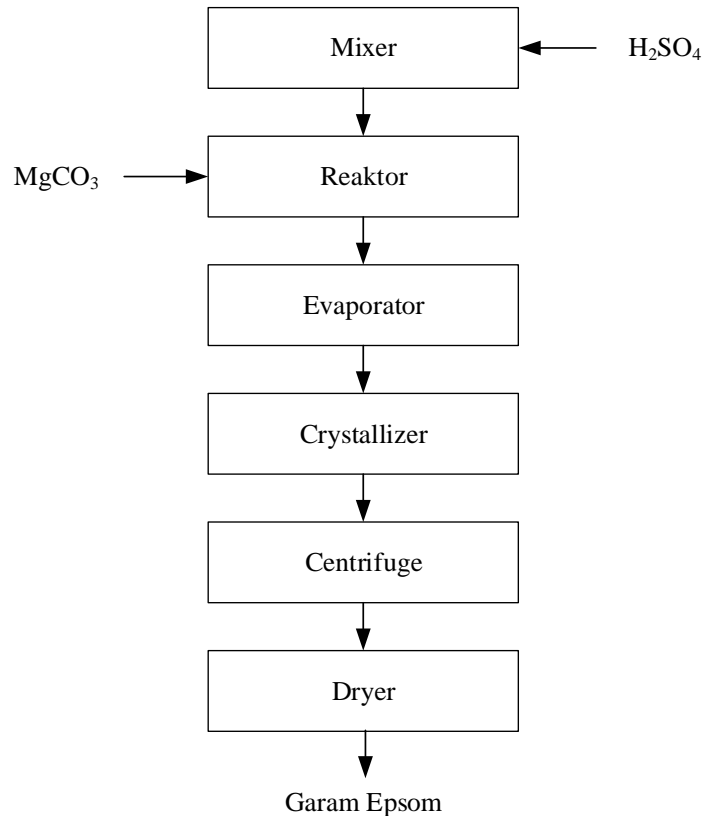 Mixer
H₂SO₄
MgCO₃
Reaktor
Evaporator
Crystallizer
Centrifuge
Dryer
Garam Epsom